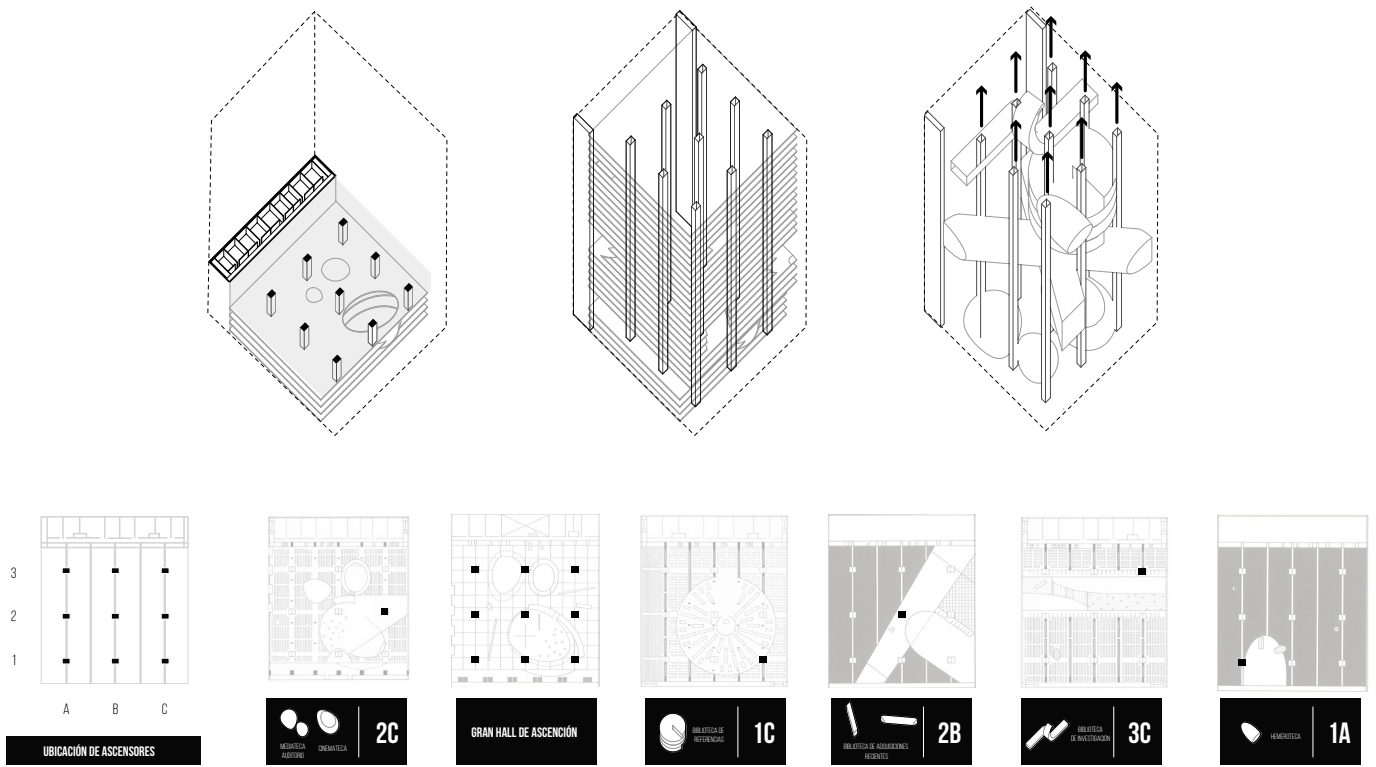 3
2
1
A B C
UBICACIÓN DE ASCENSORES
MEDIATECA
AUDITORIO
CINEMATECA
2C
GRAN HALL DE ASCENCIÓN
BIBLIOTECA DE
REFERENCIAS
1C
BIBLIOTECA DE ADQUISICIONES
RECIENTES
2B
BIBLIOTECA
DE INVESTIGACIÓN
3C
HEMEROTECA
1A